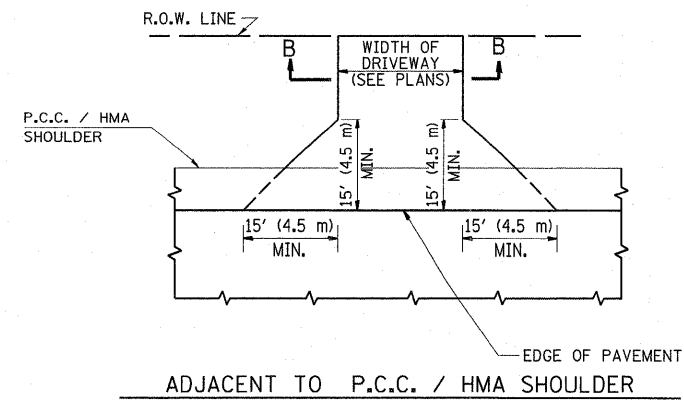 R.O.W. LINE
B
WIDTH OF
DRIVEWAY
(SEE PLANS)
B
P.C.C. / HMA
SHOULDER
15' (4.5 m)
MIN.
15' (4.5 m)
MIN.
15' (4.5 m)
MIN.
15' (4.5 m)
MIN.
EDGE OF PAVEMENT
ADJACENT TO P.C.C. / HMA SHOULDER